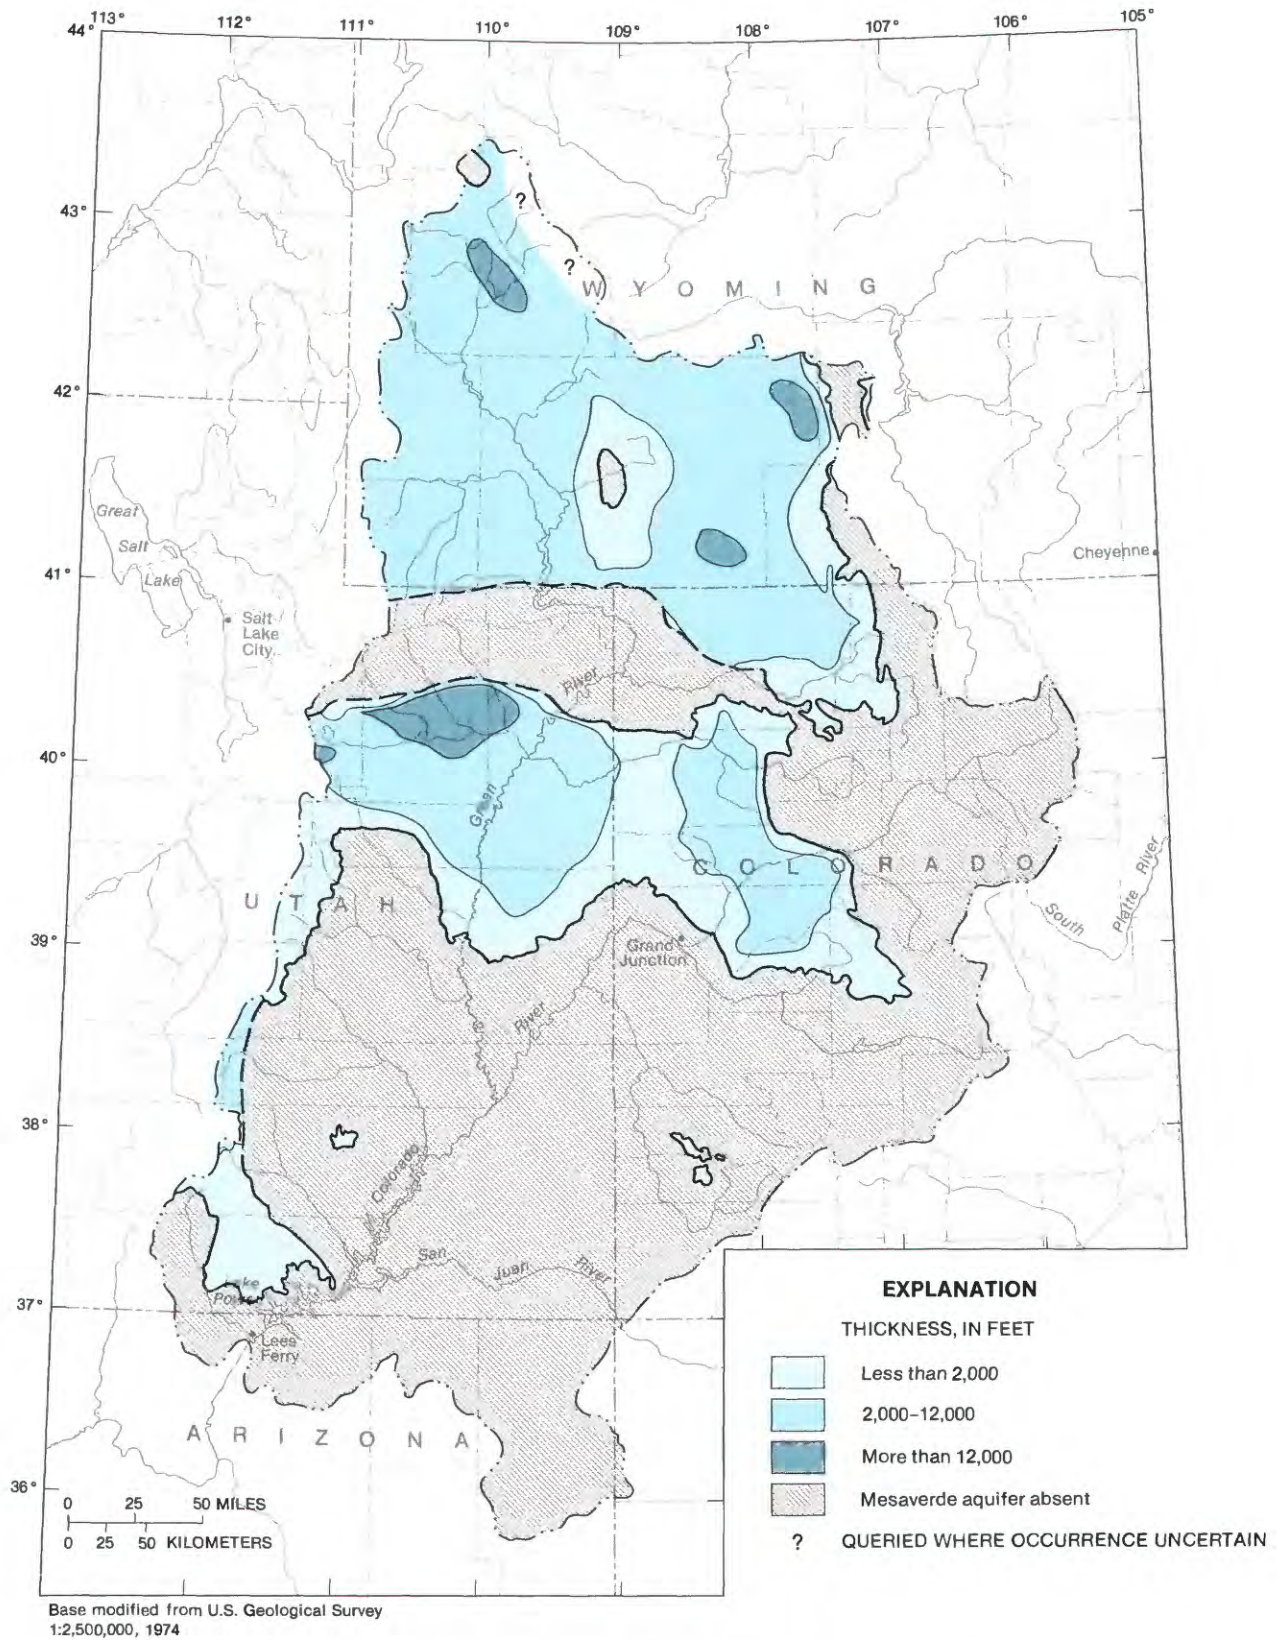 113° 112° 111° 110° 109° 108° 107° 106° 105°
44°
43°
?
?
W Y O M I N G
42°
Great
Salt
Lake
Cheyenne
41°
Salt
Lake
City
River
40°
Green
C O L O R A D O
Platte River
U T A H
South
39°
Grand
Junction
River
38°
Colorado
San
Juan
River
Lake
Powell
37°
Lees
Ferry
A R I Z O N A
36°
0 25 50 MILES
0 25 50 KILOMETERS
EXPLANATION
THICKNESS, IN FEET
Less than 2,000
2,000–12,000
More than 12,000
Mesaverde aquifer absent
? QUERIED WHERE OCCURRENCE UNCERTAIN
Base modified from U.S. Geological Survey
1:2,500,000, 1974